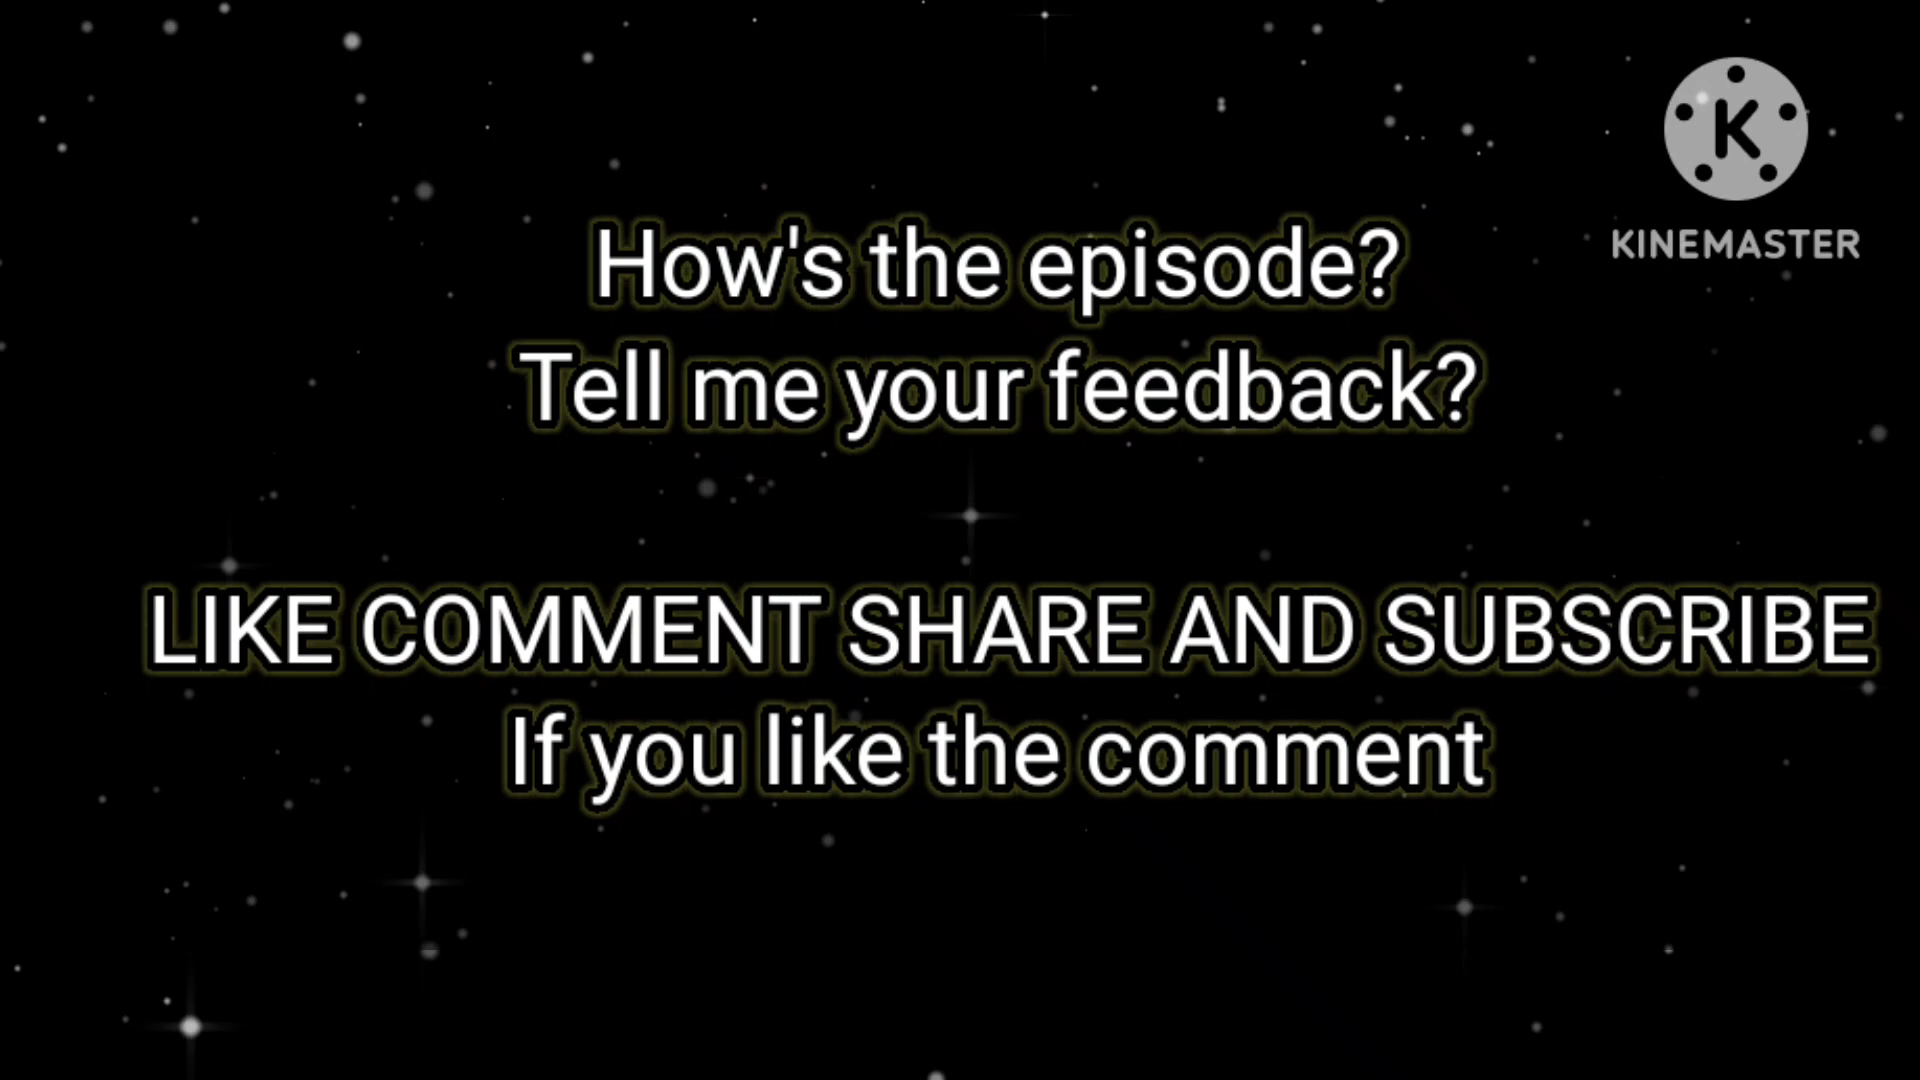 K
KINEMASTER
How's the episode?
Tell me your feedback?
LIKE COMMENT SHARE AND SUBSCRIBE
If you like the comment